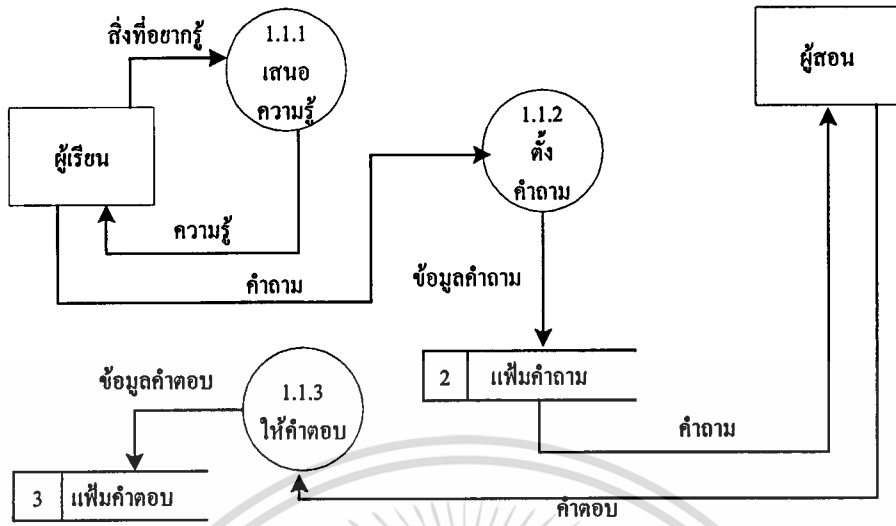 สิ่งที่อยากรู้
1.1.1
เสนอ
ความรู้
ผู้สอน
ผู้เรียน
1.1.2
ตั้ง
คำถาม
ความรู้
คำถาม
ข้อมูลคำถาม
2 แฟ้มคำถาม
ข้อมูลคำตอบ
1.1.3
ให้คำตอบ
คำถาม
3 แฟ้มคำตอบ
คำตอบ